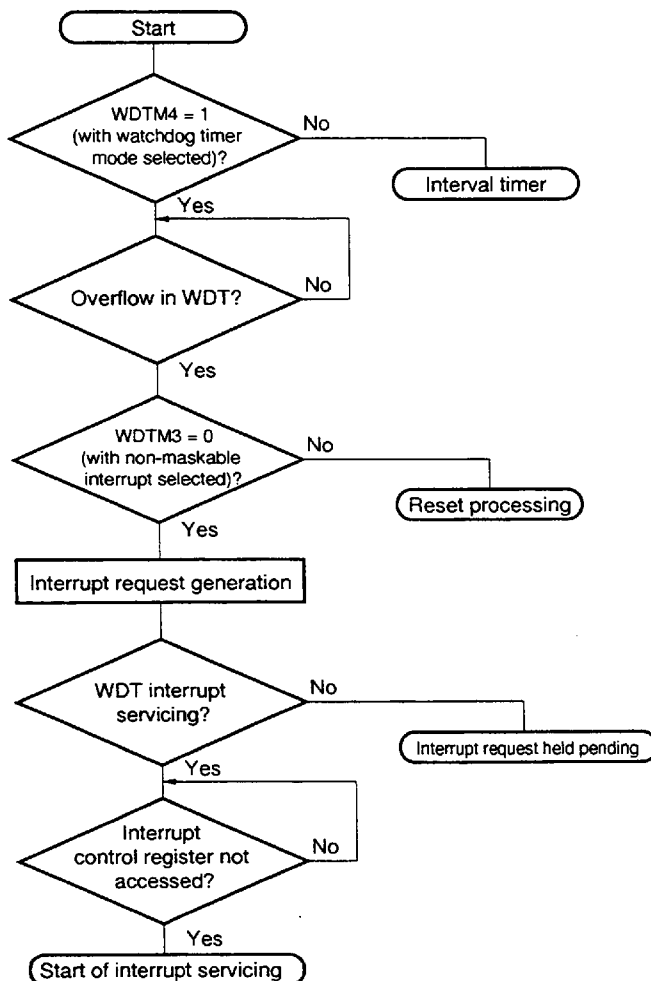 Start
WDTM4 = 1
(with watchdog timer
mode selected)?
No
Interval timer
Yes
Overflow in WDT?
No
Yes
WDTM3 = 0
(with non-maskable
interrupt selected)?
No
Reset processing
Yes
Interrupt request generation
WDT interrupt
servicing?
No
Interrupt request held pending
Yes
Interrupt
control register not
accessed?
No
Yes
Start of interrupt servicing